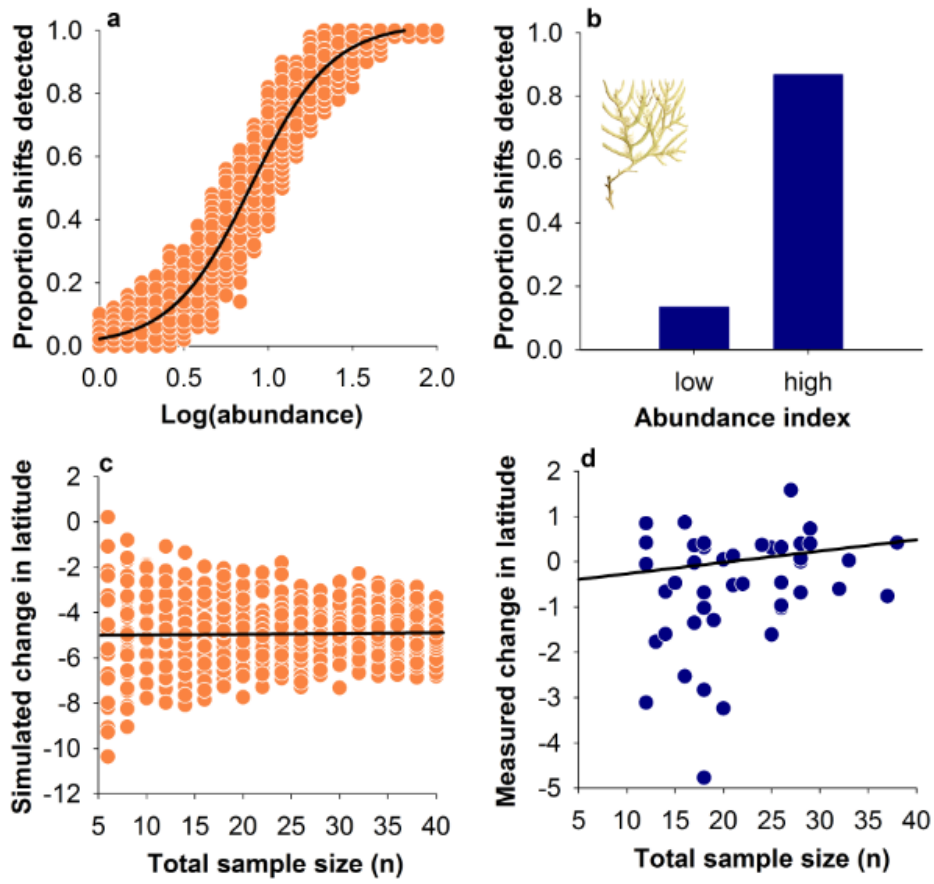 a
Proportion shifts detected
1.0
0.8
0.6
0.4
0.2
0.0
0.0 0.5 1.0 1.5 2.0
Log(abundance)
b
Proportion shifts detected
1.0
0.8
0.6
0.4
0.2
0.0
low high
Abundance index
c
Simulated change in latitude
2
0
-2
-4
-6
-8
-10
-12
5 10 15 20 25 30 35 40
Total sample size (n)
d
Measured change in latitude
2
1
0
-1
-2
-3
-4
-5
5 10 15 20 25 30 35 40
Total sample size (n)